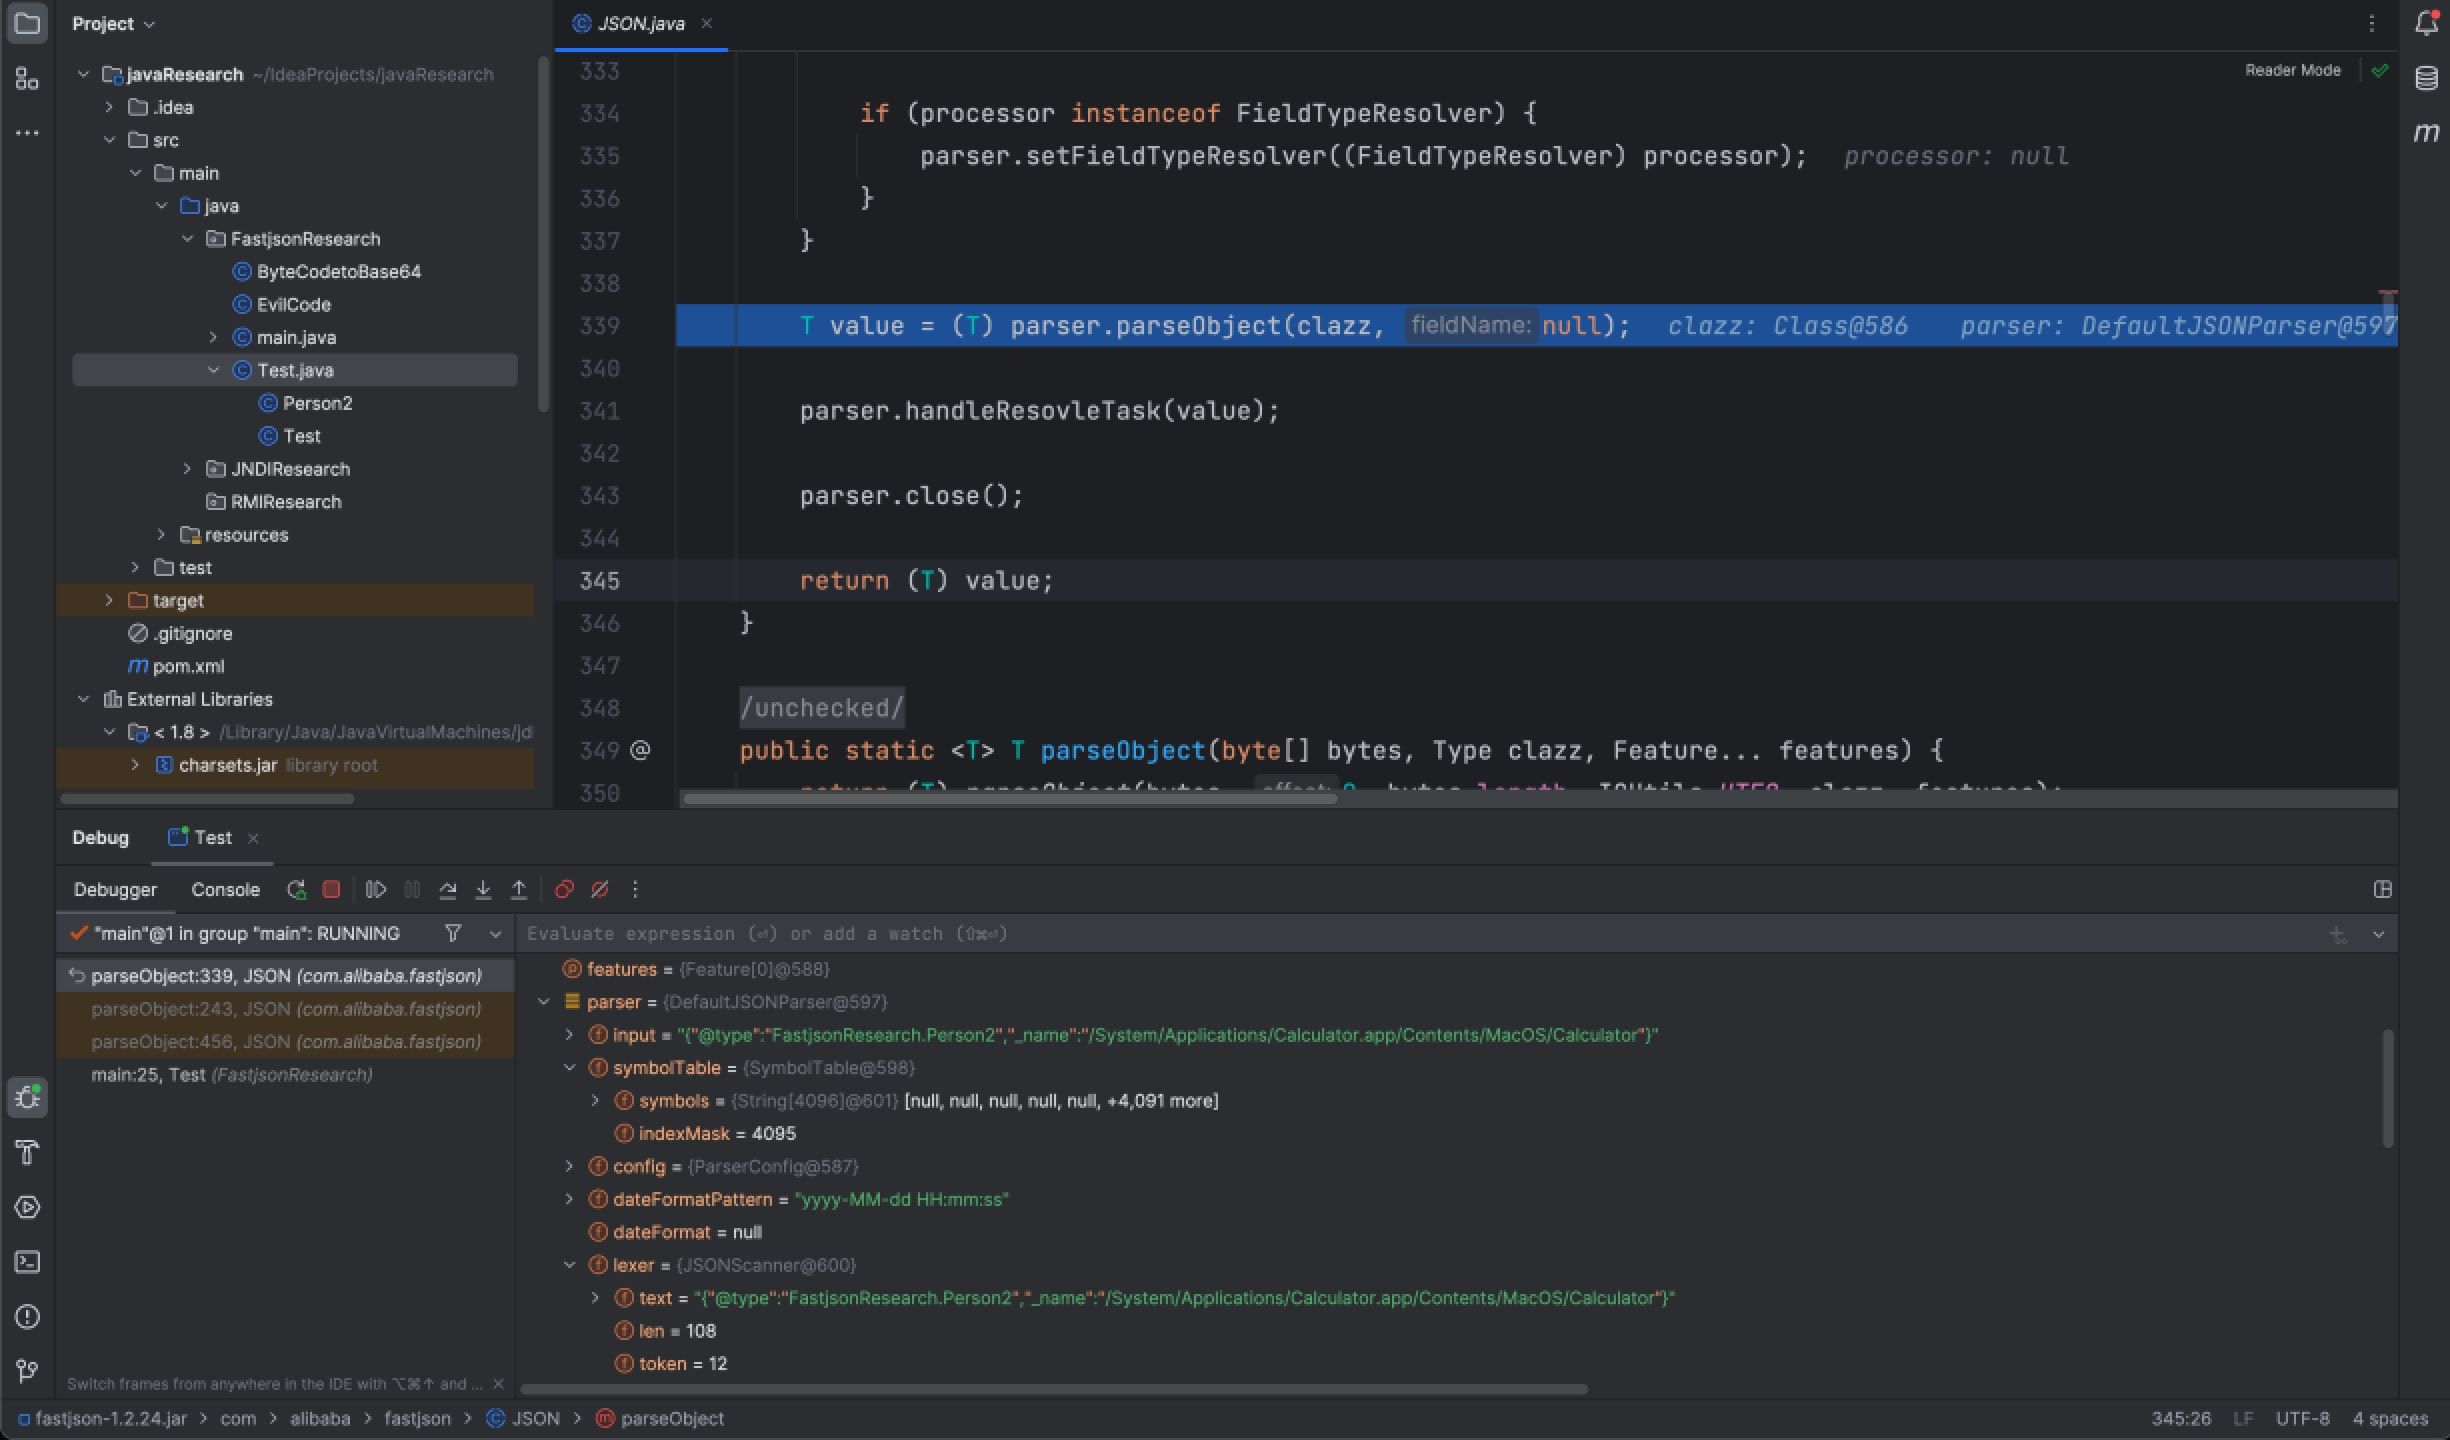 Project
javaResearch ~/IdeaProjects/javaResearch
.idea
src
main
java
FastjsonResearch
ByteCodetoBase64
EvilCode
main.java
Test.java
Person2
Test
JNDIResearch
RMIResearch
resources
test
target
.gitignore
pom.xml
External Libraries
< 1.8 > /Library/Java/JavaVirtualMachines/jd
charsets.jar library root
JSON.java
Reader Mode
333
334 if (processor instanceof FieldTypeResolver) {
335 parser.setFieldTypeResolver((FieldTypeResolver) processor); processor: null
336 }
337 }
338
339 T value = (T) parser.parseObject(clazz, fieldName: null); clazz: Class@586 parser: DefaultJSONParser@597
340
341 parser.handleResovleTask(value);
342
343 parser.close();
344
345 return (T) value;
346 }
347
348 /unchecked/
349 @ public static <T> T parseObject(byte[] bytes, Type clazz, Feature... features) {
350 return (T) parseObject(bytes, offset: 0, bytes.length, IOUtils.UTF8, clazz, features);
Debug Test
Debugger Console
"main"@1 in group "main": RUNNING
parseObject:339, JSON (com.alibaba.fastjson)
parseObject:243, JSON (com.alibaba.fastjson)
parseObject:456, JSON (com.alibaba.fastjson)
main:25, Test (FastjsonResearch)
Switch frames from anywhere in the IDE with ⌥⌘↑ and ...
Evaluate expression (⏎) or add a watch (⇧⌘⏎)
features = {Feature[0]@588}
parser = {DefaultJSONParser@597}
input = "{"@type":"FastjsonResearch.Person2","_name":"/System/Applications/Calculator.app/Contents/MacOS/Calculator"}"
symbolTable = {SymbolTable@598}
symbols = {String[4096]@601} [null, null, null, null, null, +4,091 more]
indexMask = 4095
config = {ParserConfig@587}
dateFormatPattern = "yyyy-MM-dd HH:mm:ss"
dateFormat = null
lexer = {JSONScanner@600}
text = "{"@type":"FastjsonResearch.Person2","_name":"/System/Applications/Calculator.app/Contents/MacOS/Calculator"}"
len = 108
token = 12
fastjson-1.2.24.jar > com > alibaba > fastjson > JSON > parseObject
345:26 LF UTF-8 4 spaces